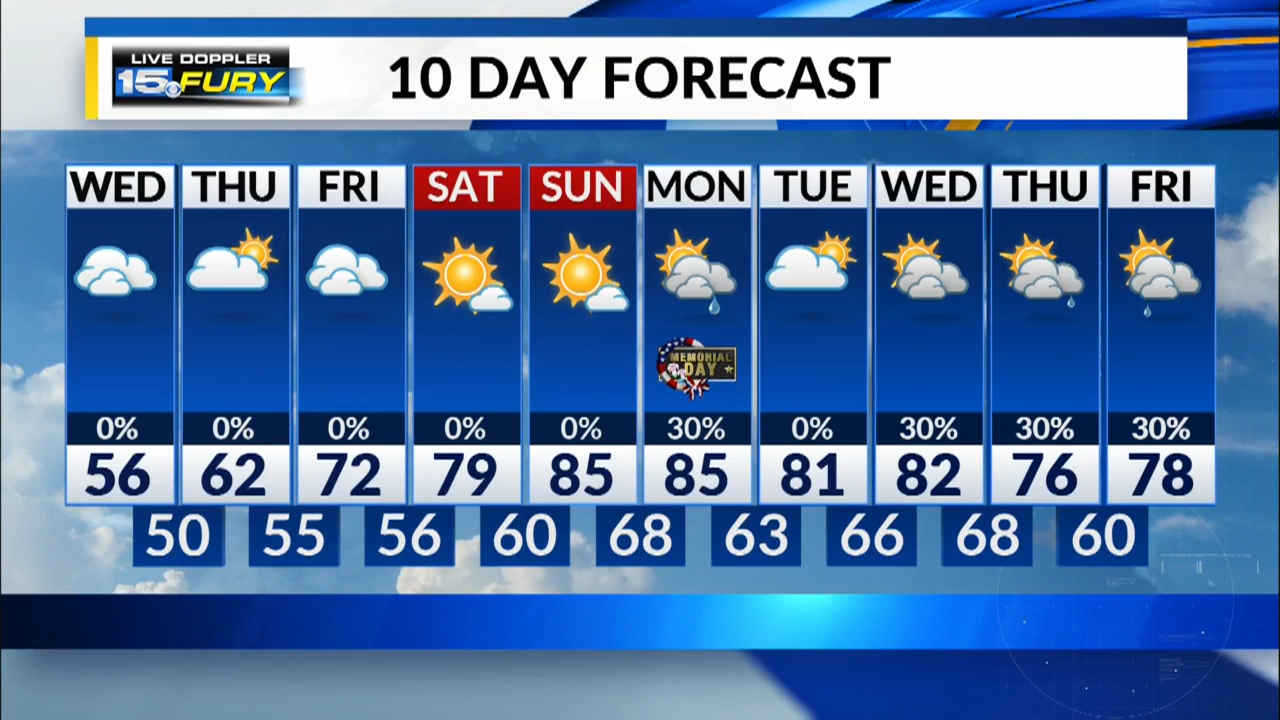 LIVE DOPPLER
15 FURY
10 DAY FORECAST
WED THU FRI SAT SUN MON TUE WED THU FRI
MEMORIAL
DAY
0% 0% 0% 0% 0% 30% 0% 30% 30% 30%
56 62 72 79 85 85 81 82 76 78
50 55 56 60 68 63 66 68 60